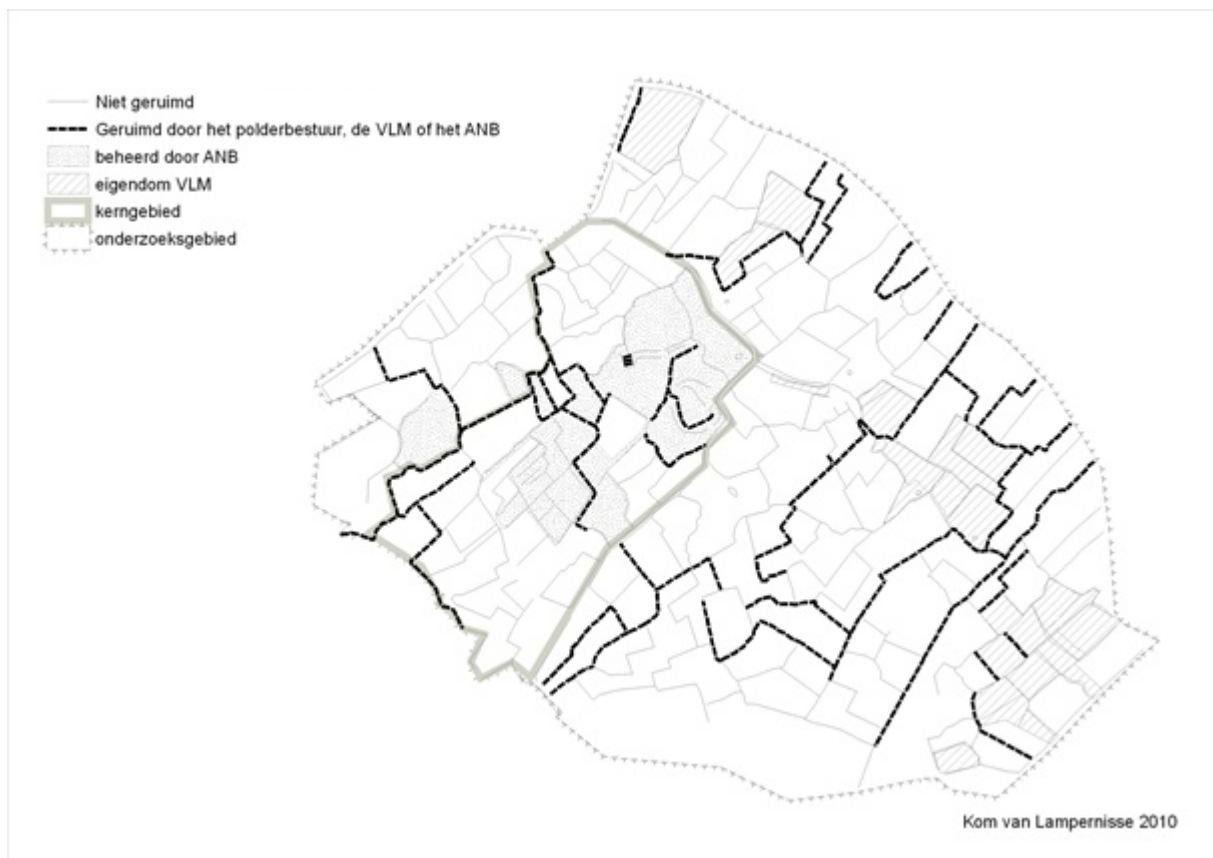 Niet geruimd
Geruimd door het polderbestuur, de VLM of het ANB
beheerd door ANB
eigendom VLM
kerngebied
onderzoeksgebied
Kom van Lampernisse 2010